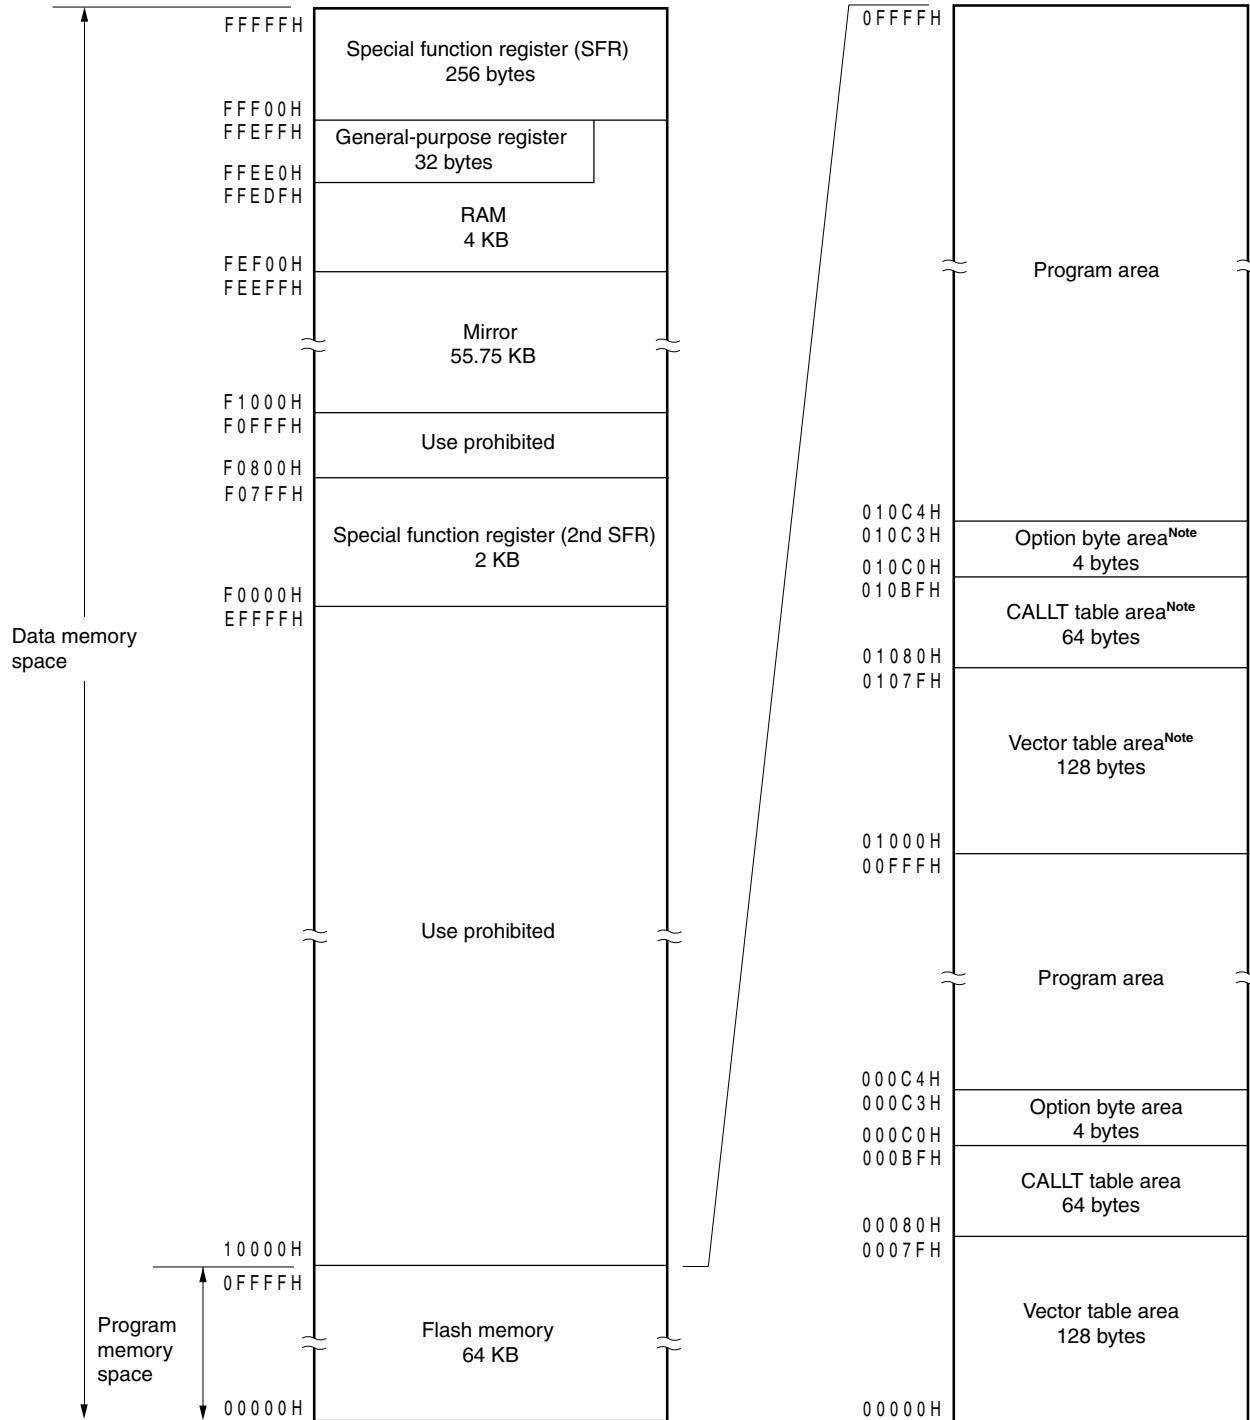 FFFFFH
Special function register (SFR)
256 bytes
FFF00H
FFEFFH
General-purpose register
32 bytes
FFEE0H
FFEDFH
RAM
4 KB
FEF00H
FEEFFH
Mirror
55.75 KB
F1000H
F0FFFH
Use prohibited
F0800H
F07FFH
Special function register (2nd SFR)
2 KB
F0000H
EFFFFH
Data memory
space
Use prohibited
10000H
0FFFFH
Program
memory
space
Flash memory
64 KB
00000H
0FFFFH
Program area
010C4H
010C3H
Option byte areaNote
4 bytes
010C0H
010BFH
CALLT table areaNote
64 bytes
01080H
0107FH
Vector table areaNote
128 bytes
01000H
00FFFH
Program area
000C4H
000C3H
Option byte area
4 bytes
000C0H
000BFH
CALLT table area
64 bytes
00080H
0007FH
Vector table area
128 bytes
00000H